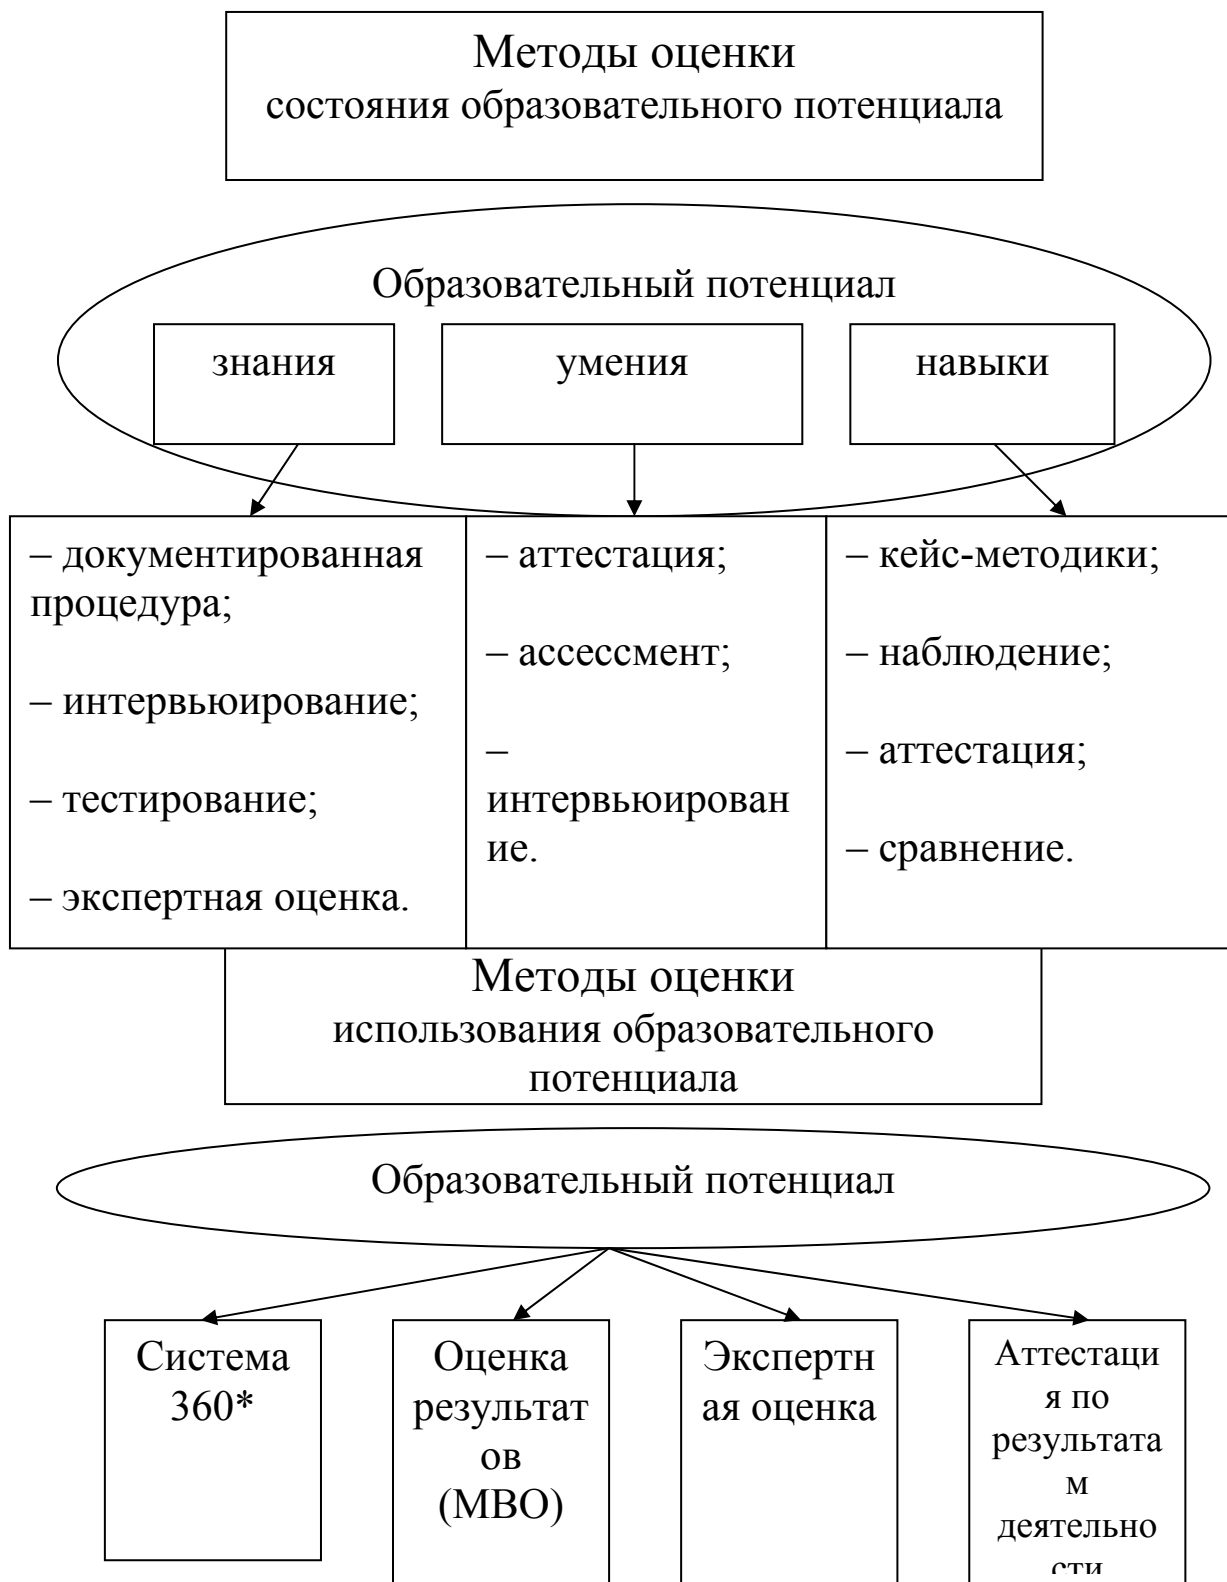 Методы оценки
состояния образовательного потенциала
Образовательный потенциал
знания
умения
навыки
– документированная
процедура;
– интервьюирование;
– тестирование;
– экспертная оценка.
– аттестация;
– ассессмент;
–
интервьюирован
ие.
– кейс-методики;
– наблюдение;
– аттестация;
– сравнение.
Методы оценки
использования образовательного
потенциала
Образовательный потенциал
Система
360*
Оценка
результат
ов
(МВО)
Экспертн
ая оценка
Аттестаци
я по
результата
м
деятельно
сти